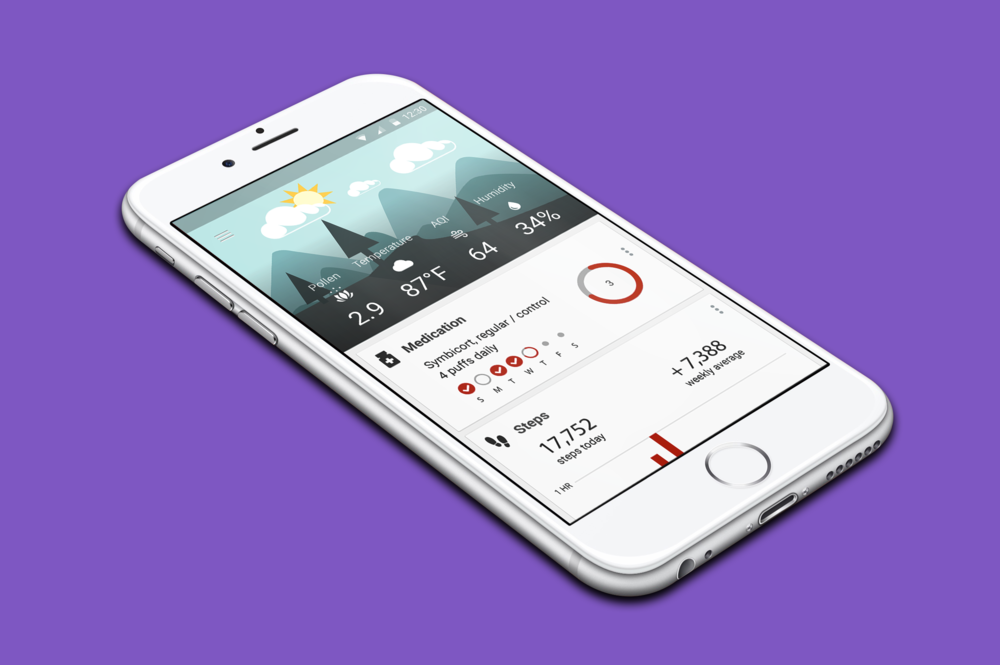 12:30
Pollen Temperature AQI Humidity
2.9 87°F 64 34%
Medication
Symbicort, regular / control
4 puffs daily
3
S M T W T F S
Steps
17,752
steps today
+7,388
weekly average
1 HR